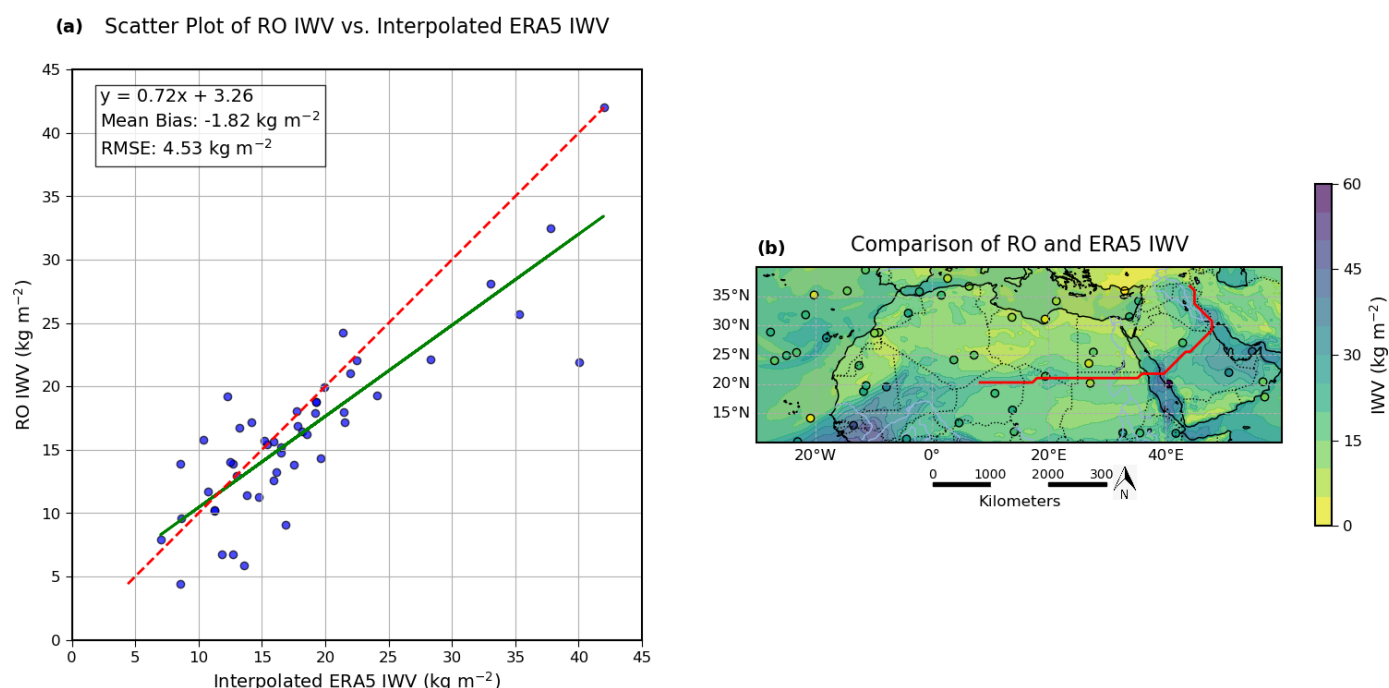 (a) Scatter Plot of RO IWV vs. Interpolated ERA5 IWV
y = 0.72x + 3.26
Mean Bias: -1.82 kg m⁻²
RMSE: 4.53 kg m⁻²
45
40
35
30
25
20
15
10
5
0
RO IWV (kg m⁻²)
0 5 10 15 20 25 30 35 40 45
Interpolated ERA5 IWV (kg m⁻²)
(b) Comparison of RO and ERA5 IWV
35°N
30°N
25°N
20°N
15°N
20°W 0° 20°E 40°E
0 1000 2000 300
Kilometers
N
60
45
30
15
0
IWV (kg m⁻²)